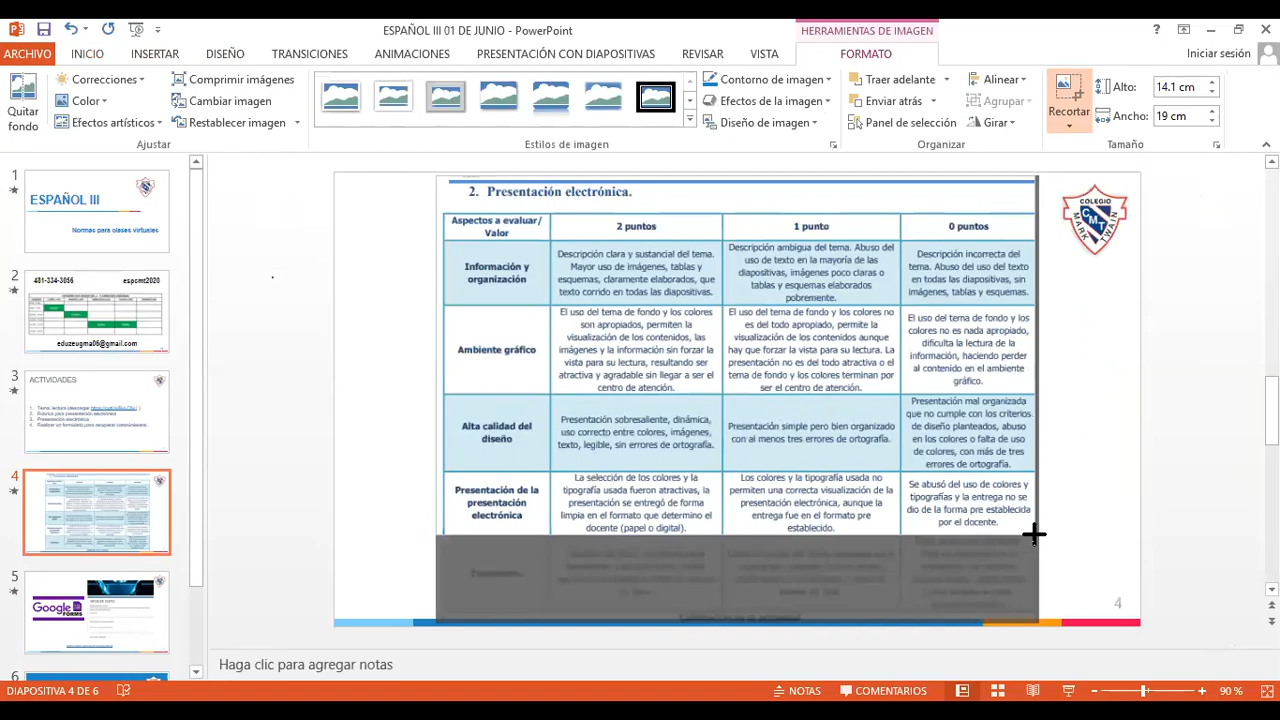 ESPAÑOL III 01 DE JUNIO - PowerPoint
HERRAMIENTAS DE IMAGEN
?
ARCHIVO
INICIO
INSERTAR
DISEÑO
TRANSICIONES
ANIMACIONES
PRESENTACIÓN CON DIAPOSITIVAS
REVISAR
VISTA
FORMATO
Iniciar sesión
Quitar
fondo
Correcciones
Color
Efectos artísticos
Comprimir imágenes
Cambiar imagen
Restablecer imagen
Ajustar
Estilos de imagen
Contorno de imagen
Efectos de la imagen
Diseño de imagen
Traer adelante
Enviar atrás
Panel de selección
Alinear
Agrupar
Girar
Organizar
Recortar
Alto:
14.1 cm
Ancho:
19 cm
Tamaño
1
ESPAÑOL III
Normas para clases virtuales
2
481-334-3056
espcmt2020
eduzeugma06@gmail.com
3
ACTIVIDADES
4
5
Google
FORMS
6
2. Presentación electrónica.
Aspectos a evaluar/
Valor
2 puntos
1 punto
0 puntos
Información y
organización
Descripción clara y sustancial del tema.
Mayor uso de imágenes, tablas y
esquemas, claramente elaborados, que
texto corrido en todas las diapositivas.
Descripción ambigua del tema. Abuso del
uso de texto en la mayoría de las
diapositivas, imágenes poco claras o
tablas y esquemas elaborados
pobremente.
Descripción incorrecta del
tema. Abuso del uso del texto
en todas las diapositivas, sin
imágenes, tablas y esquemas.
Ambiente gráfico
El uso del tema de fondo y los colores
son apropiados, permiten la
visualización de los contenidos, las
imágenes y la información sin forzar la
vista para su lectura, resultando ser
atractiva y agradable sin llegar a ser el
centro de atención.
El uso del tema de fondo y los colores no
es del todo apropiado, permite la
visualización de los contenidos aunque
hay que forzar la vista para su lectura. La
presentación no es del todo atractiva o el
tema de fondo y los colores terminan por
ser el centro de atención.
El uso del tema de fondo y los
colores no es nada apropiado,
dificulta la lectura de la
información, haciendo perder
al contenido en el ambiente
gráfico.
Alta calidad del
diseño
Presentación sobresaliente, dinámica,
uso correcto entre colores, imágenes,
texto, legible, sin errores de ortografía.
Presentación simple pero bien organizado
con al menos tres errores de ortografía.
Presentación mal organizada
que no cumple con los criterios
de diseño planteados, abuso
en los colores o falta de uso
de colores, con más de tres
errores de ortografía.
Presentación de la
presentación
electrónica
La selección de los colores y la
tipografía usada fueron atractivas, la
presentación se entregó de forma
limpia en el formato que determino el
docente (papel o digital).
Los colores y la tipografía usada no
permiten una correcta visualización de la
presentación electrónica, aunque la
entrega fue en el formato pre
establecido.
Se abusó del uso de colores y
tipografías y la entrega no se
dio de la forma pre establecida
por el docente.
COLEGIO
CMT
MARK TWAIN
4
Haga clic para agregar notas
DIAPOSITIVA 4 DE 6
NOTAS
COMENTARIOS
90 %